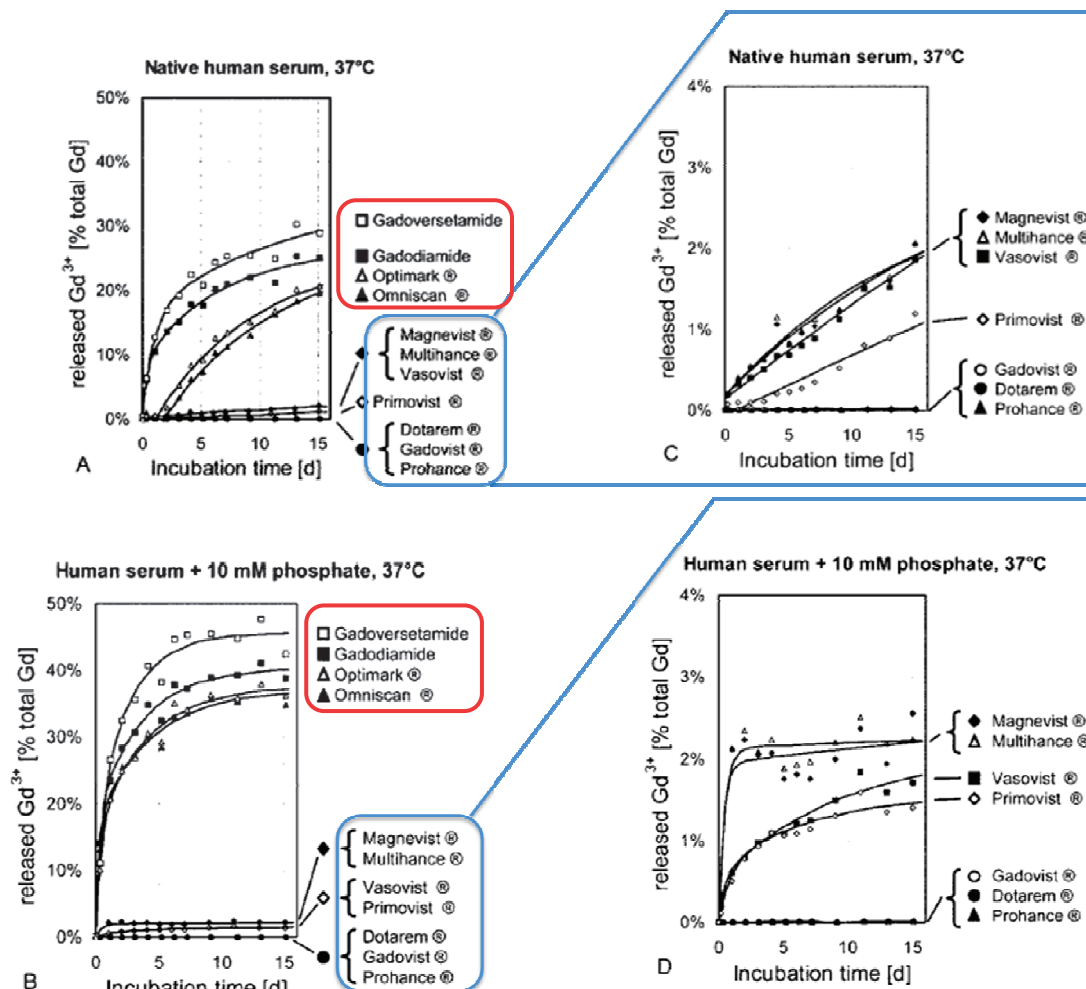 Native human serum, 37°C
released Gd3+ [% total Gd]
50%
40%
30%
20%
10%
0%
0 5 10 15
Incubation time [d]
A
Gadoversetamide
Gadodiamide
Optimark ®
Omniscan ®
Magnevist ®
Multihance ®
Vasovist ®
Primovist ®
Dotarem ®
Gadovist ®
Prohance ®
Native human serum, 37°C
released Gd3+ [% total Gd]
4%
2%
1%
0%
0 5 10 15
Incubation time [d]
C
Magnevist ®
Multihance ®
Vasovist ®
Primovist ®
Gadovist ®
Dotarem ®
Prohance ®
Human serum + 10 mM phosphate, 37°C
released Gd3+ [% total Gd]
50%
40%
30%
20%
10%
0%
0 5 10 15
Incubation time [d]
B
Gadoversetamide
Gadodiamide
Optimark ®
Omniscan ®
Magnevist ®
Multihance ®
Vasovist ®
Primovist ®
Dotarem ®
Gadovist ®
Prohance ®
Human serum + 10 mM phosphate, 37°C
released Gd3+ [% total Gd]
4%
2%
1%
0%
0 5 10 15
Incubation time [d]
D
Magnevist ®
Multihance ®
Vasovist ®
Primovist ®
Gadovist ®
Dotarem ®
Prohance ®